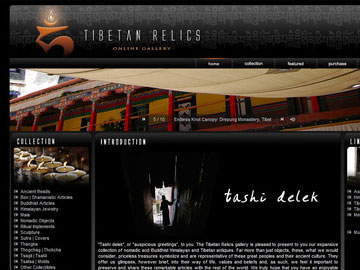 TIBETAN RELICS
ONLINE GALLERY
home
collection
featured
purchase
5 / 10
Endless Knot Canopy: Drepung Monastery, Tibet
COLLECTION
INTRODUCTION
LIN
Ancient Beads
Bon | Shamanistic Articles
Buddhist Articles
Himalayan Jewelry
Mala
Nomadic Objects
Ritual Implements
Sculpture
Sutra | Covers
Thangka
Thogchag | Thokcha
Tsagli | Tsakli
Tsatsa | Molds
Other Collectibles
tashi delek
"Tashi delek", or "auspicious greetings", to you. The Tibetan Relics gallery is pleased to present to you our expansive
collection of nomadic and Buddhist Himalayan and Tibetan antiques. Far more than just objects, these, what we would
consider, priceless treasures symbolize and are representative of these great peoples and their ancient culture. They
offer us glimpses, however brief, into their way of life, values and beliefs and, as such, we feel it important to
preserve and share these remarkable articles with the rest of the world. We truly hope that you have an enjoyable